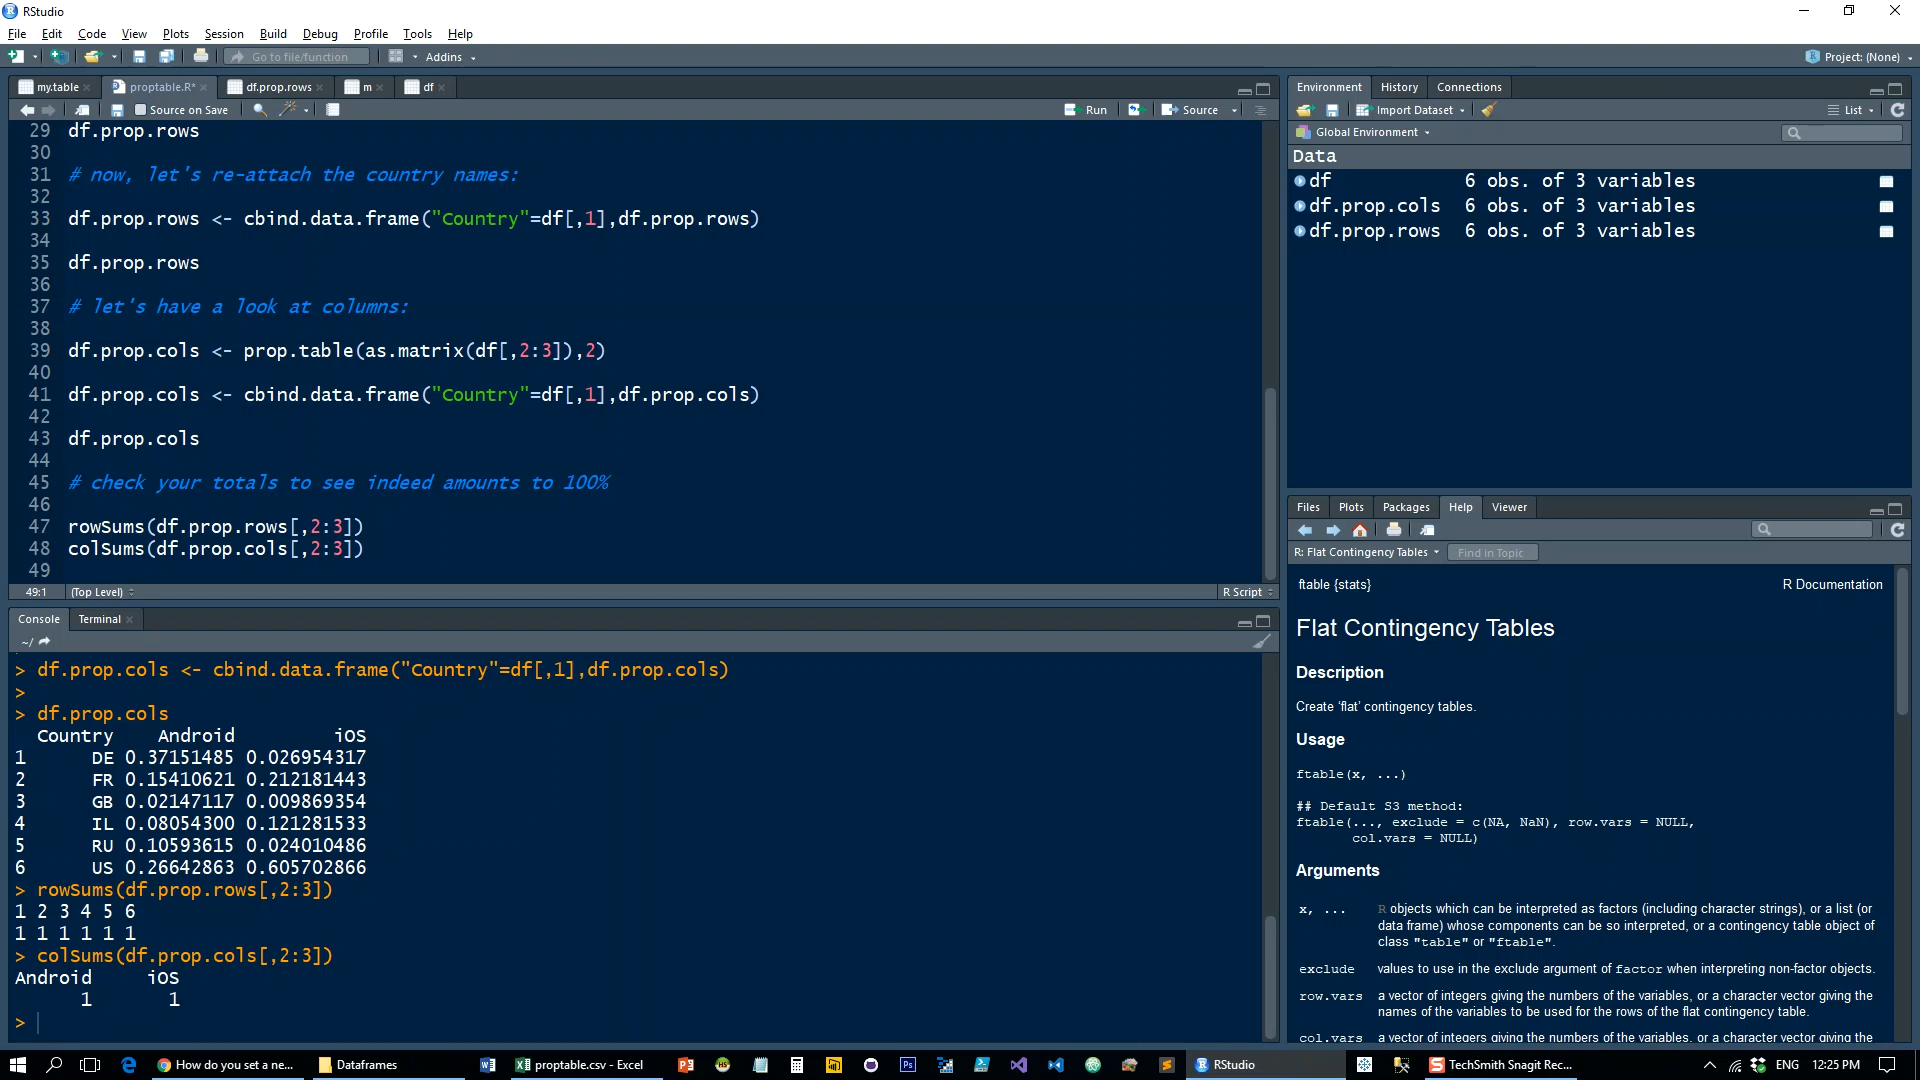 RStudio
File Edit Code View Plots Session Build Debug Profile Tools Help
Go to file/function Addins Project: (None)
my.table proptable.R* df.prop.rows m df
Source on Save Run Source
29 df.prop.rows
30
31 # now, let's re-attach the country names:
32
33 df.prop.rows <- cbind.data.frame("Country"=df[,1],df.prop.rows)
34
35 df.prop.rows
36
37 # let's have a look at columns:
38
39 df.prop.cols <- prop.table(as.matrix(df[,2:3]),2)
40
41 df.prop.cols <- cbind.data.frame("Country"=df[,1],df.prop.cols)
42
43 df.prop.cols
44
45 # check your totals to see indeed amounts to 100%
46
47 rowSums(df.prop.rows[,2:3])
48 colSums(df.prop.cols[,2:3])
49
49:1 (Top Level) R Script
Console Terminal
~/
> df.prop.cols <- cbind.data.frame("Country"=df[,1],df.prop.cols)
>
> df.prop.cols
Country Android iOS
1 DE 0.37151485 0.026954317
2 FR 0.15410621 0.212181443
3 GB 0.02147117 0.009869354
4 IL 0.08054300 0.121281533
5 RU 0.10593615 0.024010486
6 US 0.26642863 0.605702866
> rowSums(df.prop.rows[,2:3])
1 2 3 4 5 6
1 1 1 1 1 1
> colSums(df.prop.cols[,2:3])
Android iOS
1 1
>
Environment History Connections
Import Dataset List
Global Environment
Data
df 6 obs. of 3 variables
df.prop.cols 6 obs. of 3 variables
df.prop.rows 6 obs. of 3 variables
Files Plots Packages Help Viewer
R: Flat Contingency Tables Find in Topic
ftable {stats} R Documentation
Flat Contingency Tables
Description
Create ‘flat’ contingency tables.
Usage
ftable(x, ...)
## Default S3 method:
ftable(..., exclude = c(NA, NaN), row.vars = NULL,
col.vars = NULL)
Arguments
x, ... R objects which can be interpreted as factors (including character strings), or a list (or
data frame) whose components can be so interpreted, or a contingency table object of
class "table" or "ftable".
exclude values to use in the exclude argument of factor when interpreting non-factor objects.
row.vars a vector of integers giving the numbers of the variables, or a character vector giving the
names of the variables to be used for the rows of the flat contingency table.
col.vars a vector of integers giving the numbers of the variables, or a character vector giving the
How do you set a ne... Dataframes proptable.csv - Excel RStudio TechSmith Snagit Rec... ENG 12:25 PM